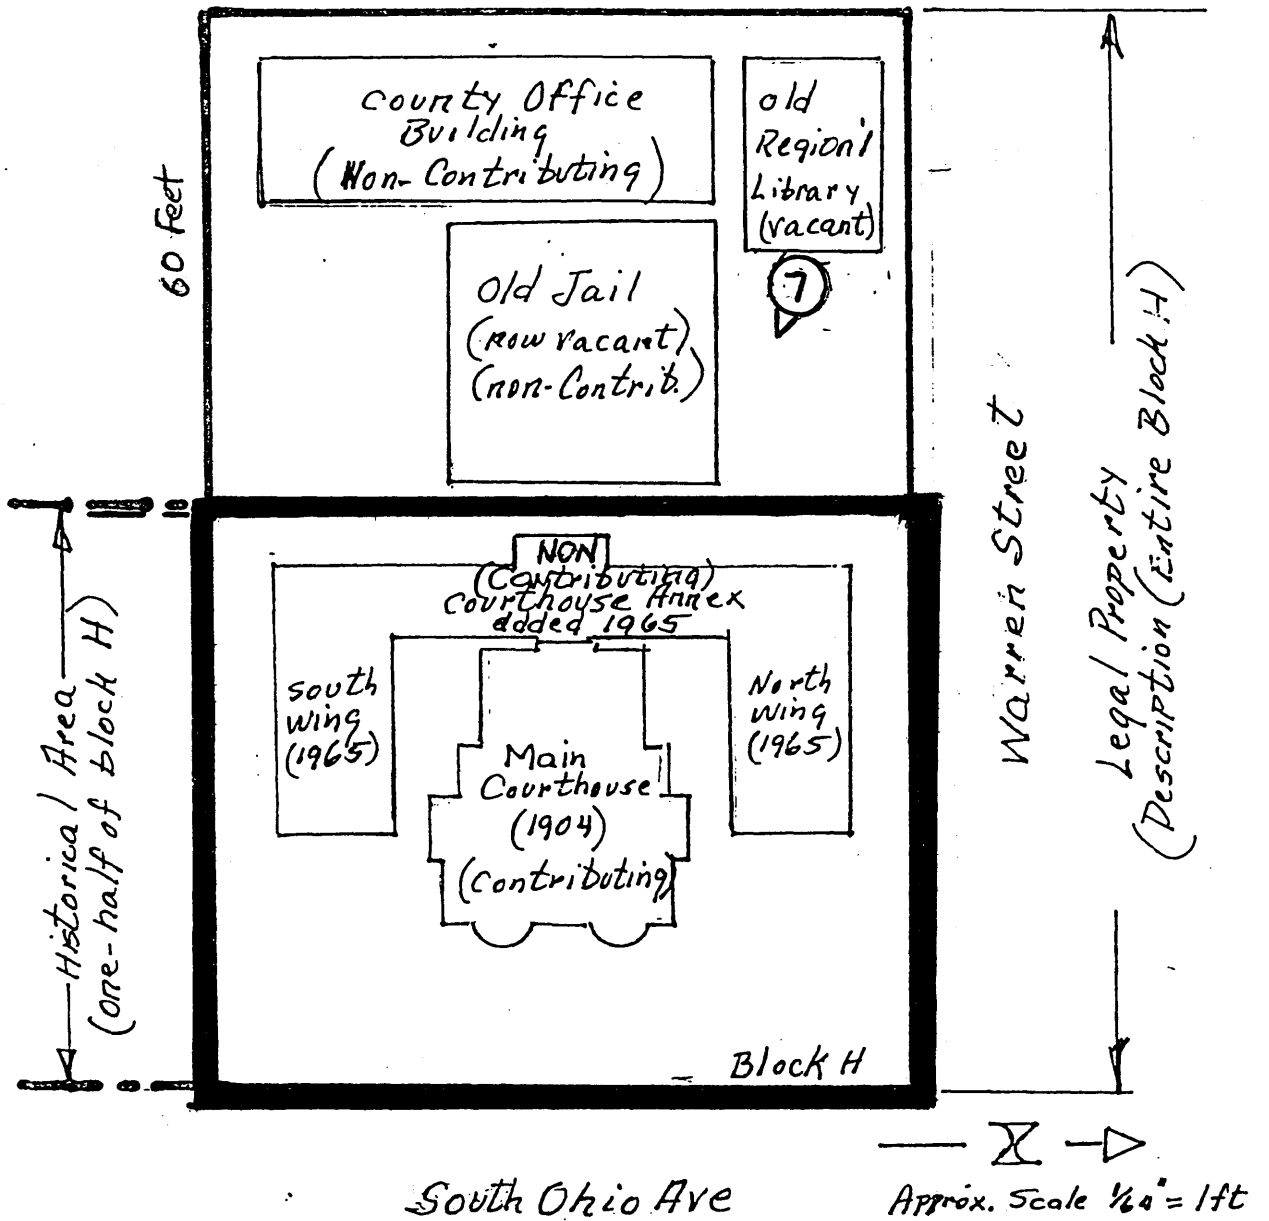 County Office
Building
(Non-Contributing)
old
Region'l
Library
(vacant)
60 Feet
7
Old Jail
(now vacant)
(non-Contrib.)
NON
(Contributing)
Courthouse Annex
added 1965
South
Wing
(1965)
North
Wing
(1965)
Main
Courthouse
(1904)
(Contributing)
Historical Area
(one-half of block H)
Warren Street
Legal Property
(Description (Entire Block H)
Block H
N
South Ohio Ave
Approx. Scale 1/64" = 1ft